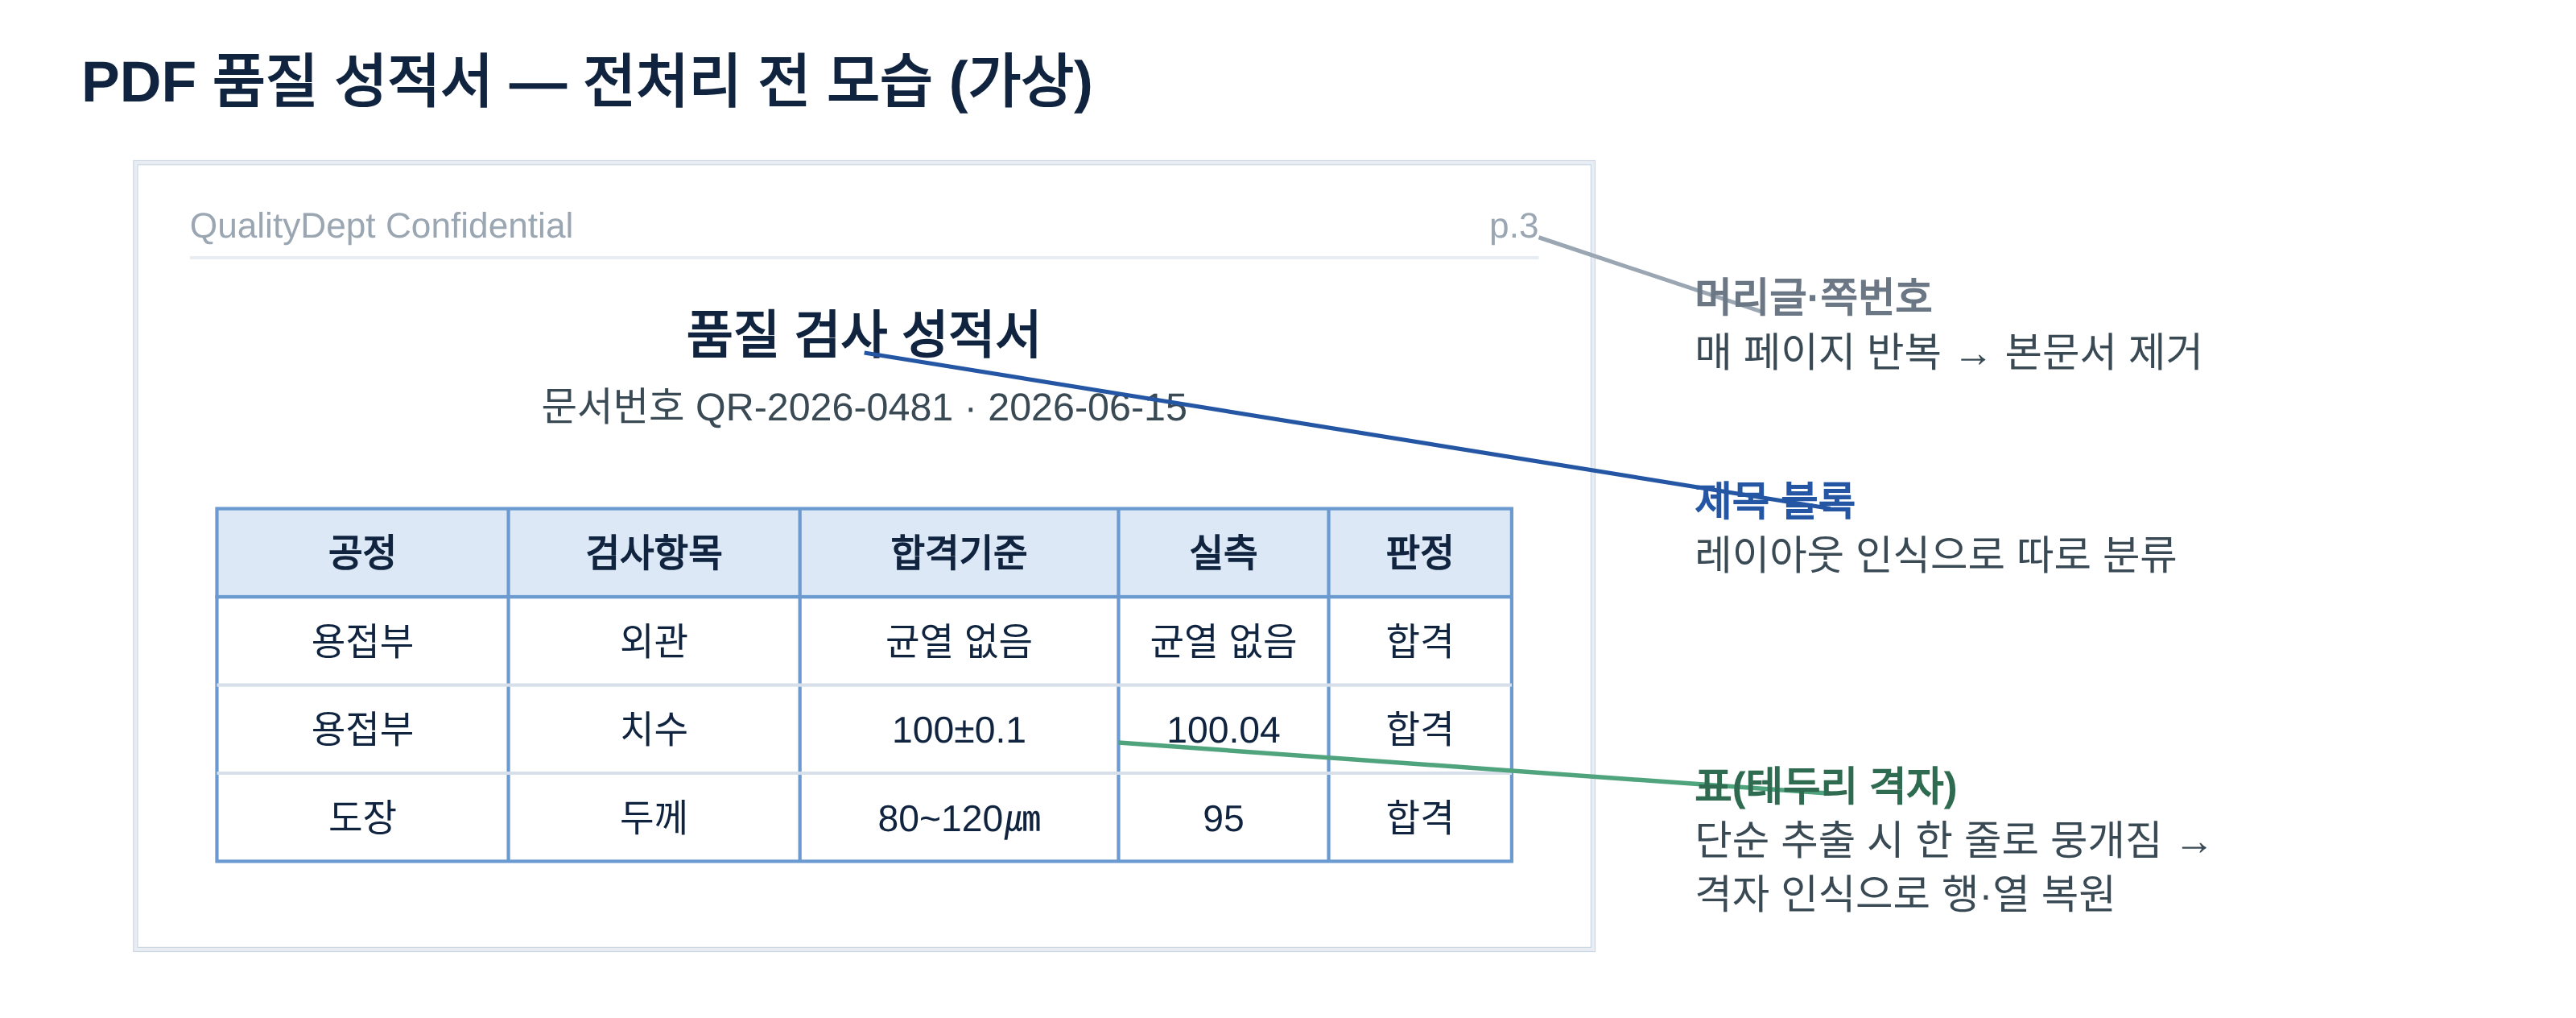 PDF 품질 성적서 — 전처리 전 모습 (가상)
QualityDept Confidential p.3
품질 검사 성적서
문서번호 QR-2026-0481 · 2026-06-15
공정 검사항목 합격기준 실측 판정
용접부 외관 균열 없음 균열 없음 합격
용접부 치수 100±0.1 100.04 합격
도장 두께 80~120㎛ 95 합격
머리글·쪽번호
매 페이지 반복 → 본문서 제거
제목 블록
레이아웃 인식으로 따로 분류
표(테두리 격자)
단순 추출 시 한 줄로 뭉개짐 →
격자 인식으로 행·열 복원